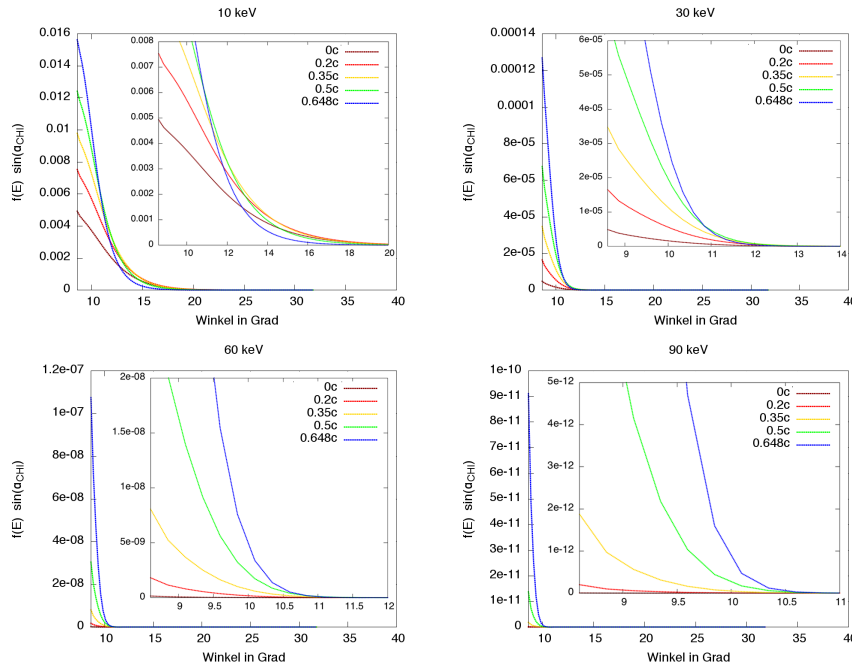 10 keV
0.016
0.014
0.012
0.01
0.008
0.006
0.004
0.002
0
f(E) sin(αCHI)
10 15 20 25 30 35 40
Winkel in Grad
0.008
0.007
0.006
0.005
0.004
0.003
0.002
0.001
0
10 12 14 16 18 20
0c
0.2c
0.35c
0.5c
0.648c
30 keV
0.00014
0.00012
0.0001
8e-05
6e-05
4e-05
2e-05
0
f(E) sin(αCHI)
10 15 20 25 30 35 40
Winkel in Grad
6e-05
5e-05
4e-05
3e-05
2e-05
1e-05
0
9 10 11 12 13 14
0c
0.2c
0.35c
0.5c
0.648c
60 keV
1.2e-07
1e-07
8e-08
6e-08
4e-08
2e-08
0
f(E) sin(αCHI)
10 15 20 25 30 35 40
Winkel in Grad
2e-08
1.5e-08
1e-08
5e-09
0
9 9.5 10 10.5 11 11.5 12
0c
0.2c
0.35c
0.5c
0.648c
90 keV
1e-10
9e-11
8e-11
7e-11
6e-11
5e-11
4e-11
3e-11
2e-11
1e-11
0
f(E) sin(αCHI)
10 15 20 25 30 35 40
Winkel in Grad
5e-12
4e-12
3e-12
2e-12
1e-12
0
9 9.5 10 10.5 11
0c
0.2c
0.35c
0.5c
0.648c